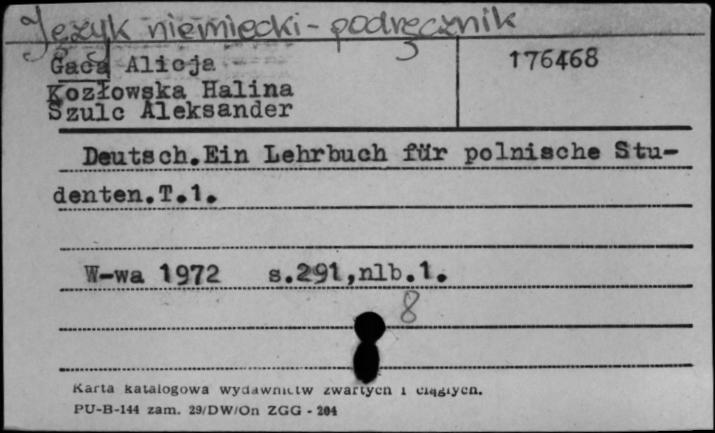 Język niemiecki - podręcznik
Gaca Alicja
176468
Kozłowska Halina
Szulc Aleksander
Deutsch.Ein Lehrbuch für polnische Stu-
denten.T.1.
W-wa 1972 s.291,nlb.1.
8
Karta katalogowa wydawnictw zwartych i ciągłych.
PU-B-144 zam. 29/DW/On ZGG - 204